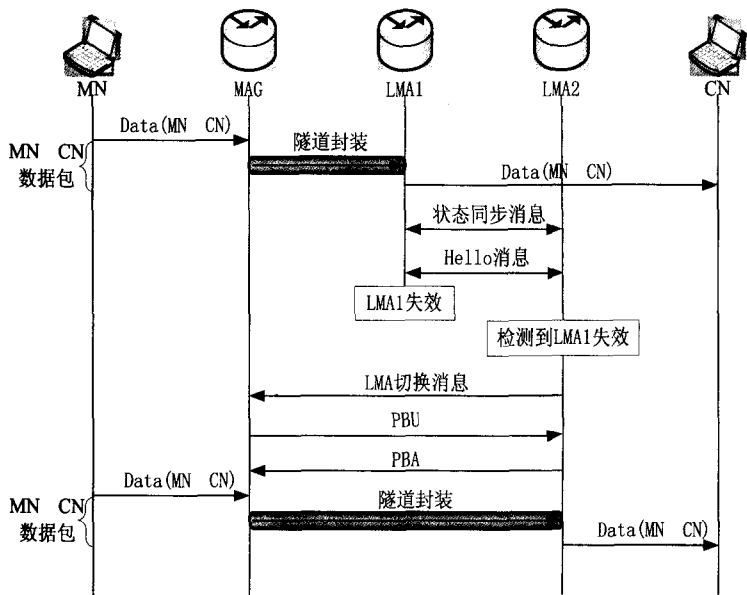 MN MAG LMA1 LMA2 CN
Data(MN CN)
MN CN
数据包
隧道封装
Data(MN CN)
状态同步消息
Hello消息
LMA1失效
检测到LMA1失效
LMA切换消息
PBU
PBA
Data(MN CN)
MN CN
数据包
隧道封装
Data(MN CN)